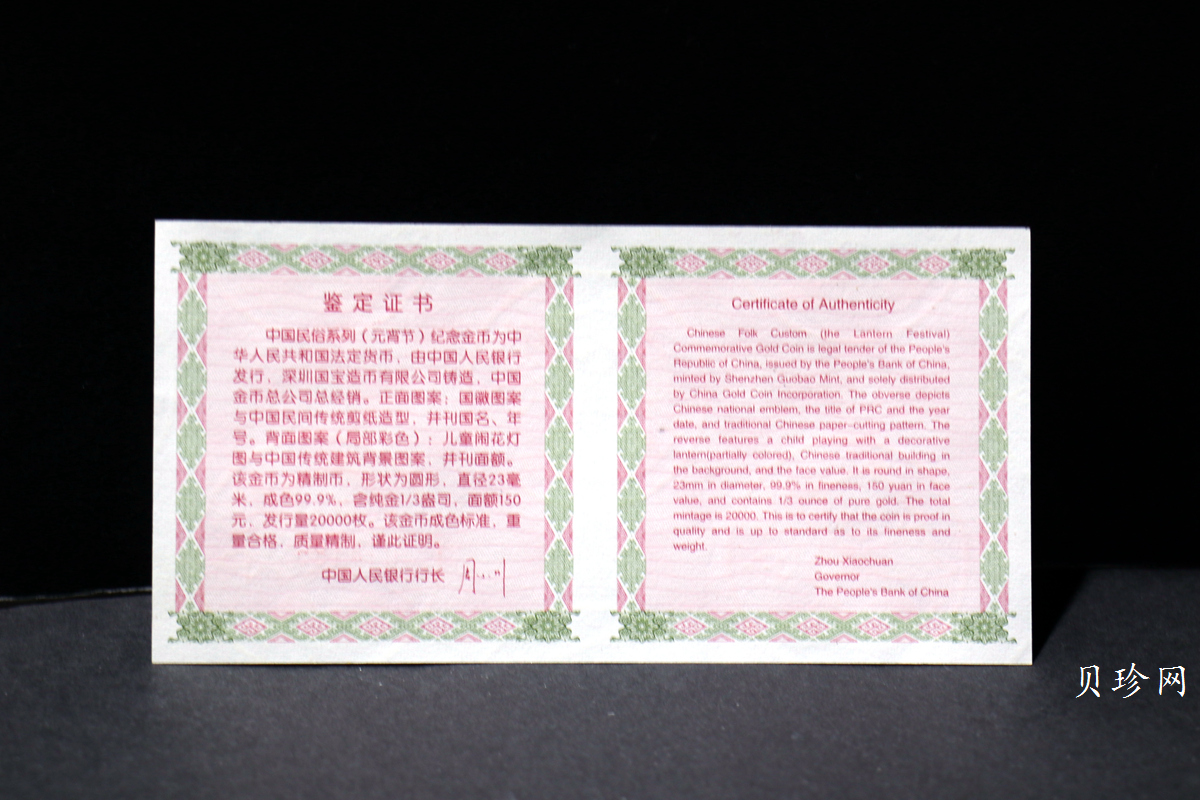 鉴定证书
中国民俗系列（元宵节）纪念金币为中
华人民共和国法定货币，由中国人民银行
发行，深圳国宝造币有限公司铸造，中国
金币总公司总经销。正面图案：国徽图案
与中国民间传统剪纸造型，并刊国名、年
号。背面图案（局部彩色）：儿童闹花灯
图与中国传统建筑背景图案，并刊面额。
该金币为精制币，形状为圆形，直径23毫
米，成色99.9%，含纯金1/3盎司，面额150
元，发行量20000枚。该金币成色标准，重
量合格，质量精制，谨此证明。
中国人民银行行长 周小川
Certificate of Authenticity
Chinese Folk Custom (the Lantern Festival)
Commemorative Gold Coin is legal tender of the People's
Republic of China, issued by the People's Bank of China,
minted by Shenzhen Guobao Mint, and solely distributed
by China Gold Coin Incorporation. The obverse depicts
Chinese national emblem, the title of PRC and the year
date, and traditional Chinese paper-cutting pattern. The
reverse features a child playing with a decorative
lantern(partially colored), Chinese traditional building in
the background, and the face value. It is round in shape,
23mm in diameter, 99.9% in fineness, 150 yuan in face
value, and contains 1/3 ounce of pure gold. The total
mintage is 20000. This is to certify that the coin is proof in
quality and is up to standard as to its fineness and
weight.
Zhou Xiaochuan
Governor
The People's Bank of China
贝珍网